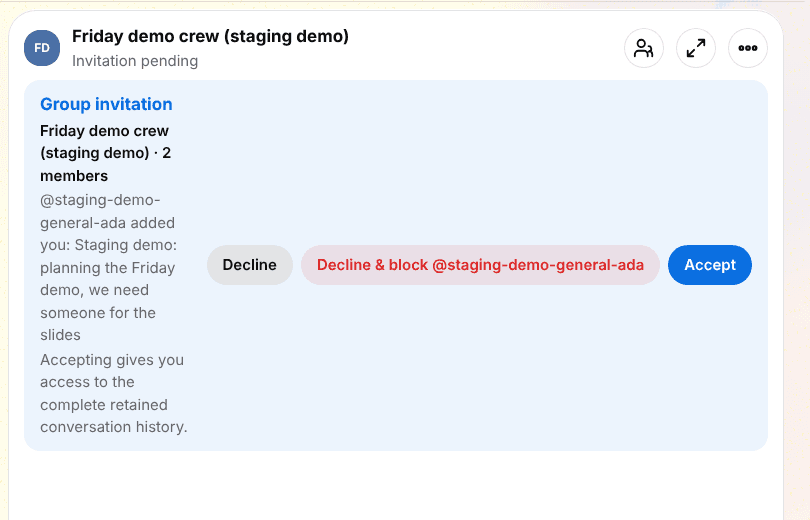 FD
Friday demo crew (staging demo)
Invitation pending
Group invitation
Friday demo crew
(staging demo) · 2
members
@staging-demo-
general-ada added
you: Staging demo:
planning the Friday
demo, we need
someone for the
slides
Accepting gives you
access to the
complete retained
conversation history.
Decline
Decline & block @staging-demo-general-ada
Accept